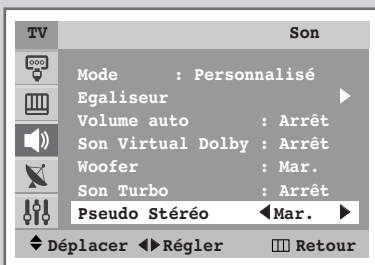 TV Son
Mode : Personnalisé
Egaliseur
Volume auto : Arrêt
Son Virtual Dolby : Arrêt
Woofer : Mar.
Son Turbo : Arrêt
Pseudo Stéréo Mar.
Déplacer Régler Retour